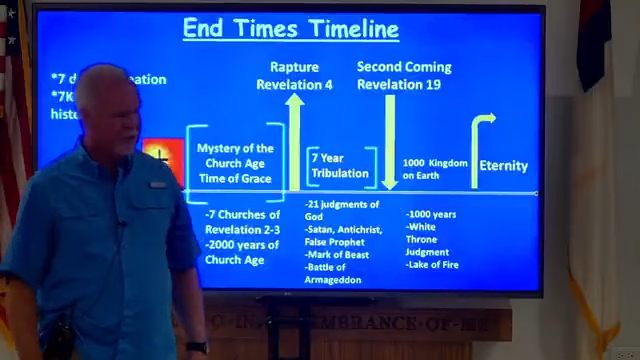 End Times Timeline
*7 d ation
*7K
hist
Rapture
Revelation 4
Second Coming
Revelation 19
Mystery of the
Church Age
Time of Grace
7 Year
Tribulation
1000 Kingdom
on Earth
Eternity
-7 Churches of
Revelation 2-3
-2000 years of
Church Age
-21 judgments of
God
-Satan, Antichrist,
False Prophet
-Mark of Beast
-Battle of
Armageddon
-1000 years
-White
Throne
Judgment
-Lake of Fire
IN REMEMBRANCE OF ME